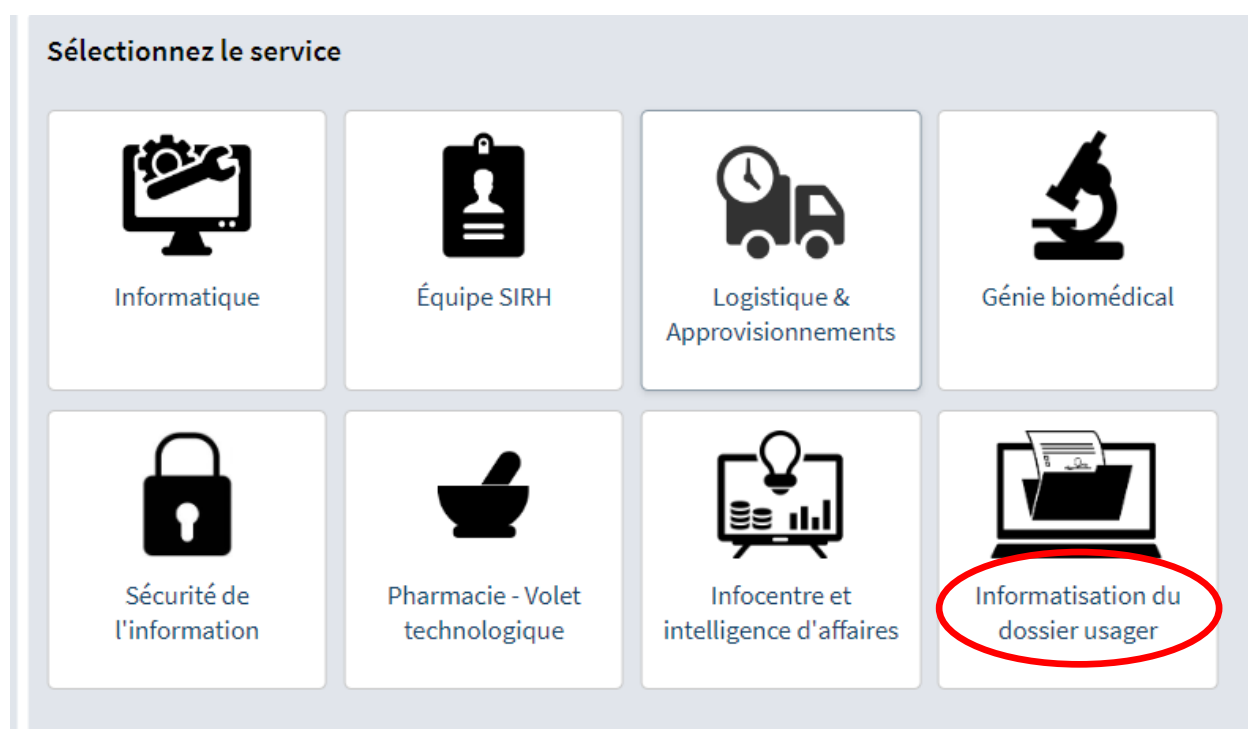 Sélectionnez le service
Informatique
Équipe SIRH
Logistique &
Approvisionnements
Génie biomédical
Sécurité de
l'information
Pharmacie - Volet
technologique
Infocentre et
intelligence d'affaires
Informatisation du
dossier usager